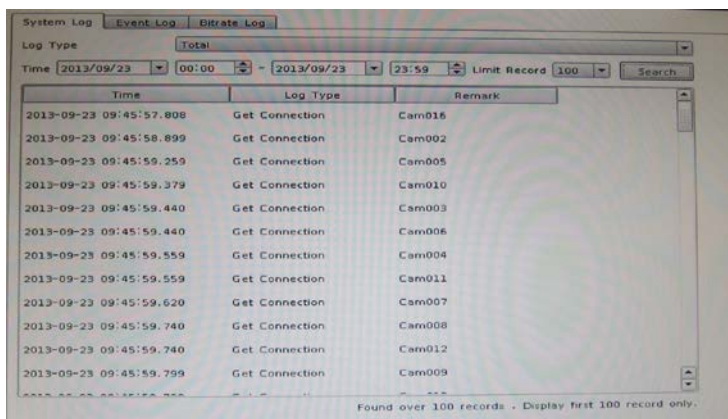 System Log Event Log Bitrate Log
Log Type Total
Time 2013/09/23 00:00 - 2013/09/23 23:59 Limit Record 100 Search
Time Log Type Remark
2013-09-23 09:45:57.808 Get Connection Cam016
2013-09-23 09:45:58.899 Get Connection Cam002
2013-09-23 09:45:59.259 Get Connection Cam005
2013-09-23 09:45:59.379 Get Connection Cam010
2013-09-23 09:45:59.440 Get Connection Cam003
2013-09-23 09:45:59.440 Get Connection Cam006
2013-09-23 09:45:59.559 Get Connection Cam004
2013-09-23 09:45:59.559 Get Connection Cam011
2013-09-23 09:45:59.620 Get Connection Cam007
2013-09-23 09:45:59.740 Get Connection Cam008
2013-09-23 09:45:59.740 Get Connection Cam012
2013-09-23 09:45:59.799 Get Connection Cam009
Found over 100 records . Display first 100 record only.